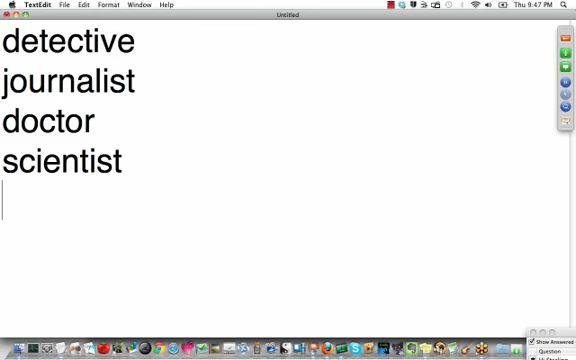 TextEdit File Edit Format Window Help Thu 9:47 PM
Untitled
detective
journalist
doctor
scientist
Show Answered
Question